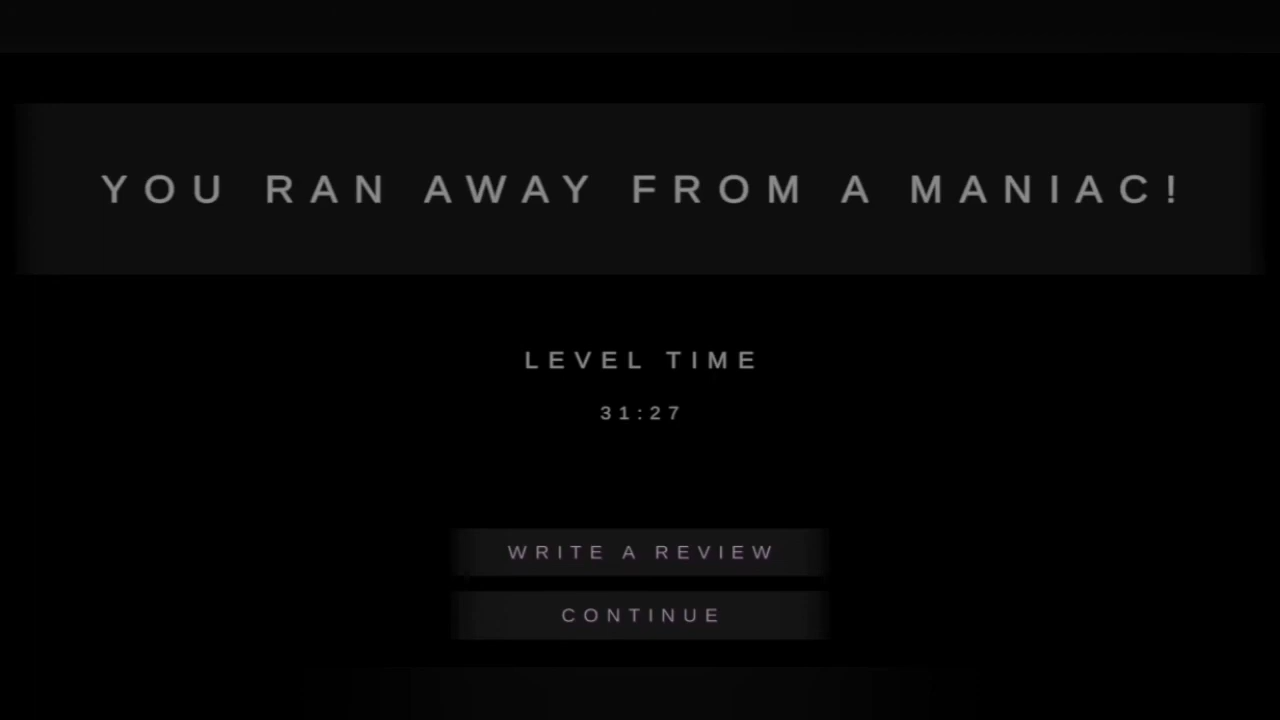 YOU RAN AWAY FROM A MANIAC!
LEVEL TIME
31:27
WRITE A REVIEW
CONTINUE